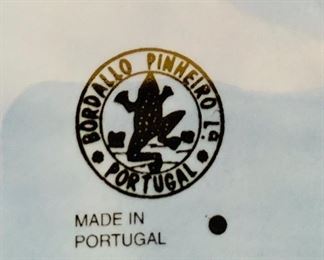 BORDALLO PINHEIRO Lª.
PORTUGAL
MADE IN
PORTUGAL